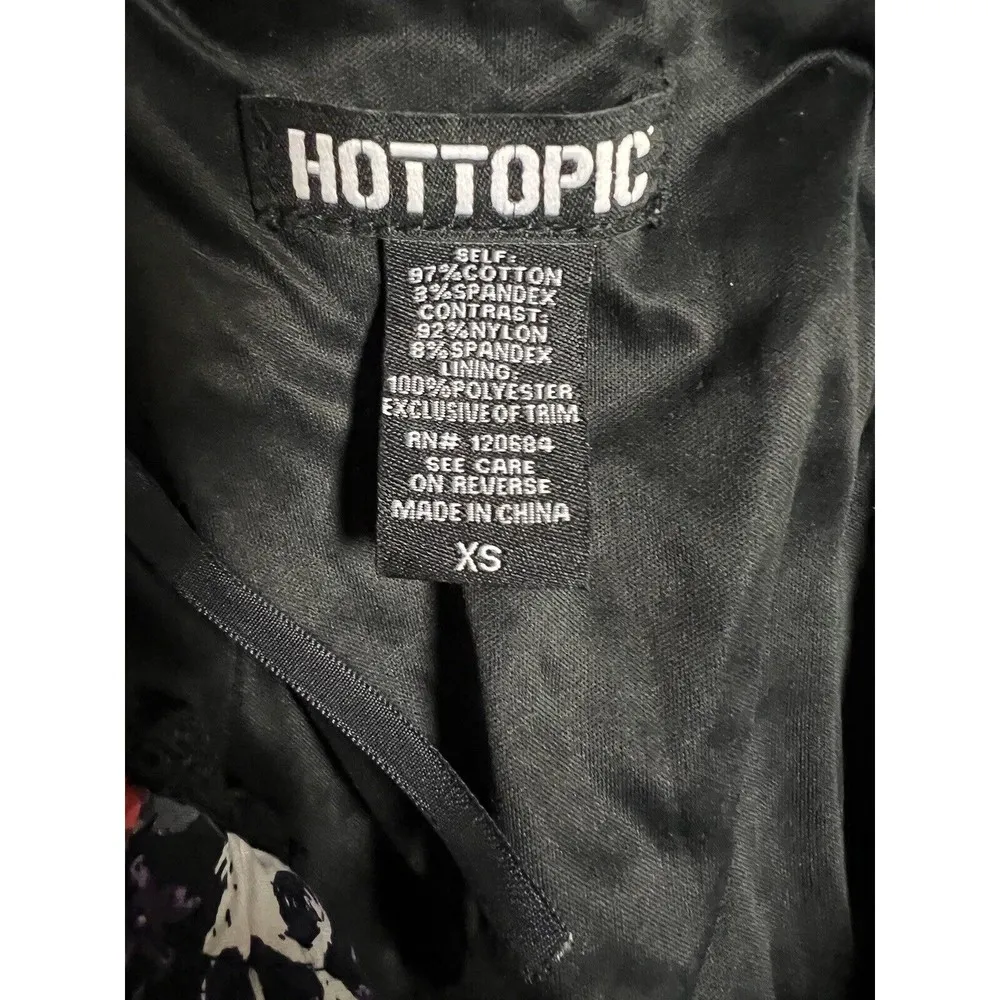 HOTTOPIC
SELF:
97%COTTON
3%SPANDEX
CONTRAST:
92%NYLON
8%SPANDEX
LINING:
100%POLYESTER
EXCLUSIVE OF TRIM
RN# 120684
SEE CARE
ON REVERSE
MADE IN CHINA
XS